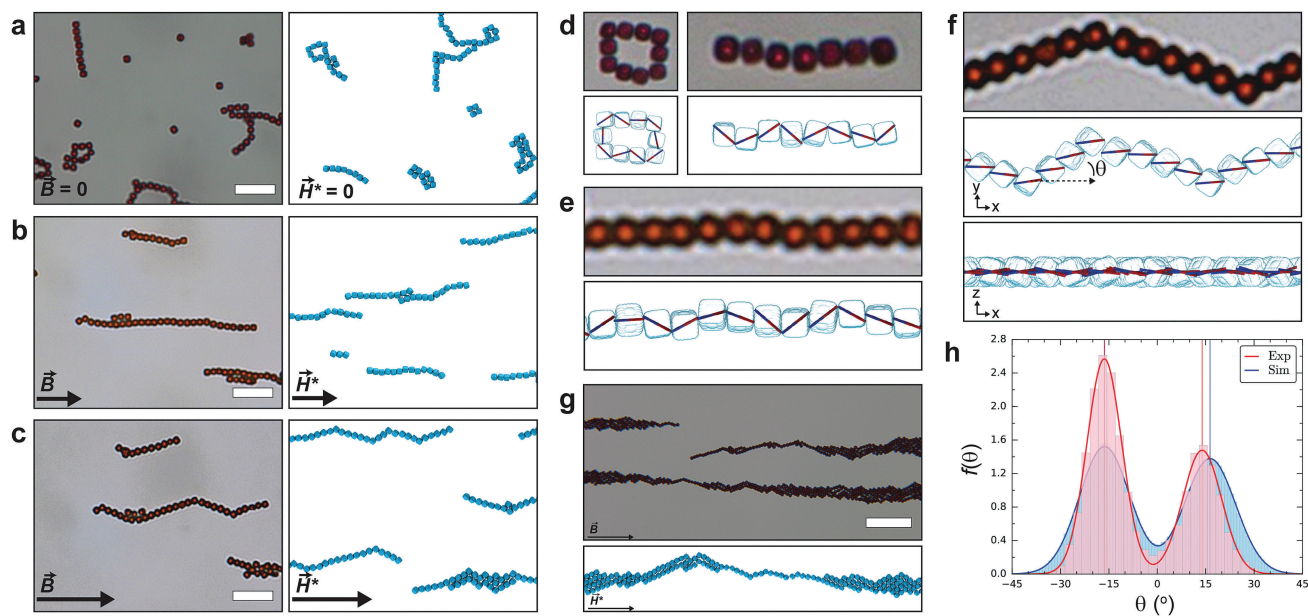 a
B⃗ = 0
H⃗* = 0
b
B⃗
H⃗*
c
B⃗
H⃗*
d
e
f
θ
y
x
z
x
g
B⃗
H⃗*
h
2.8
2.4
2.0
1.6
1.2
0.8
0.4
0.0
f(θ)
Exp
Sim
−45
−30
−15
0
15
30
45
θ (°)